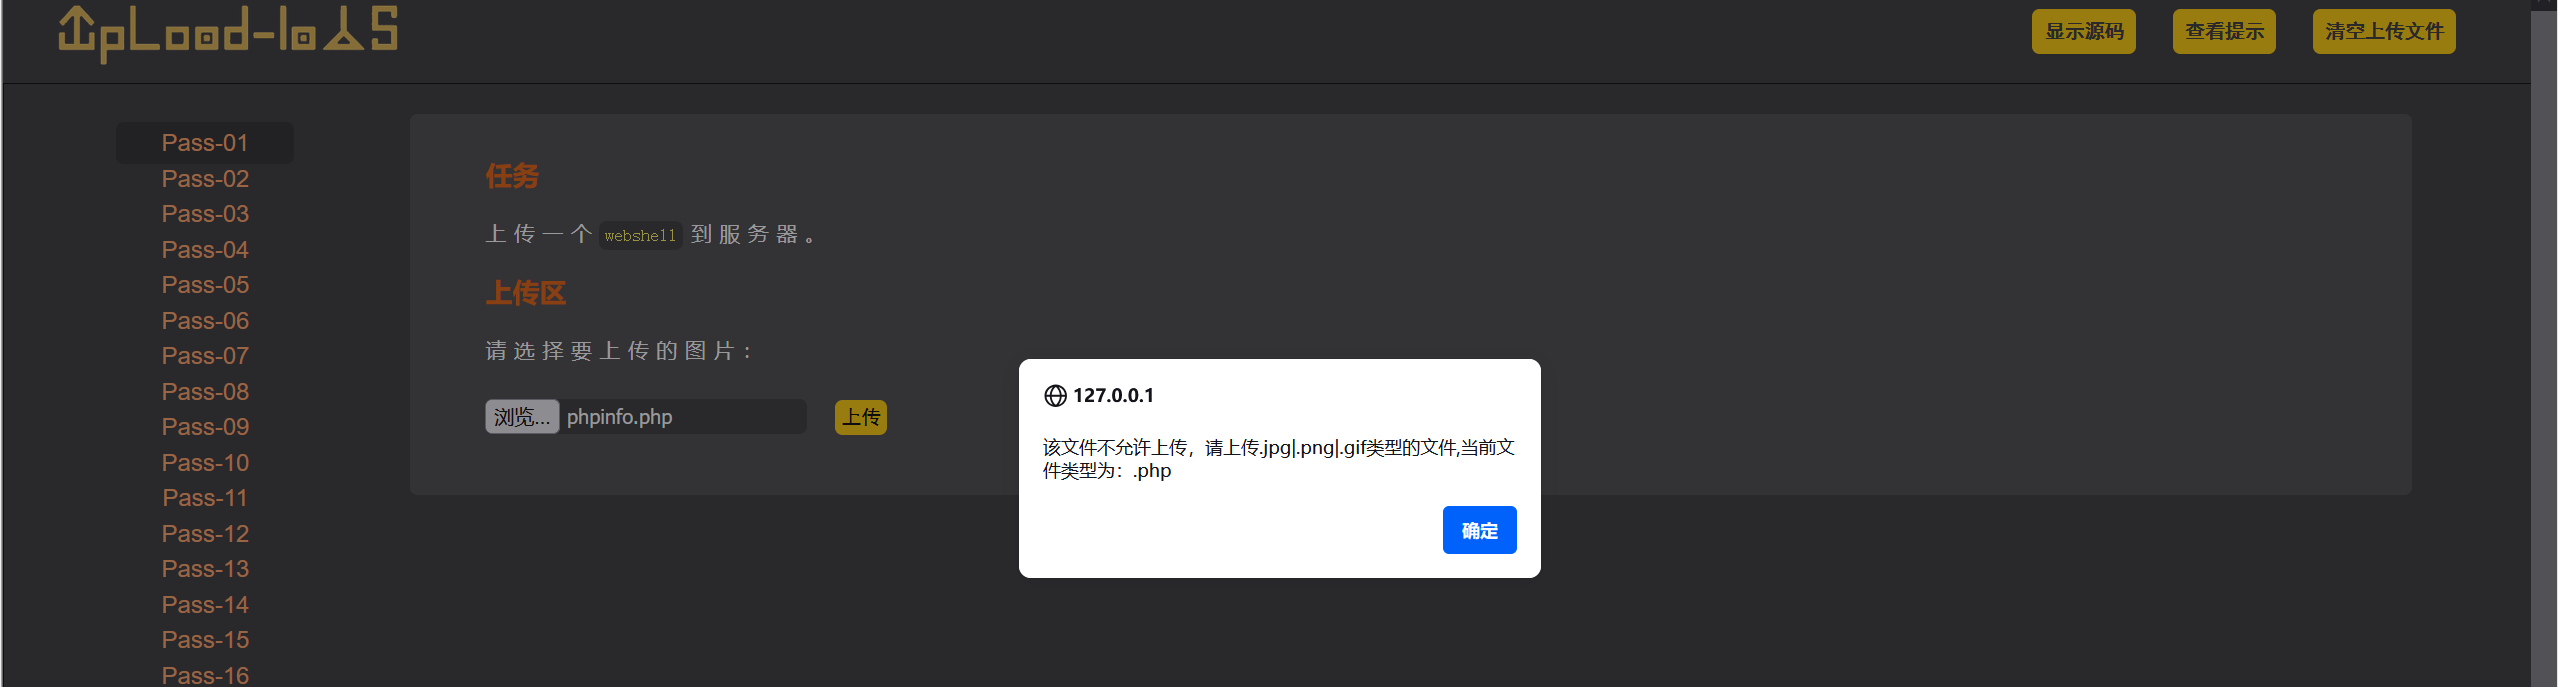 UpLoad-labs
显示源码 查看提示 清空上传文件
Pass-01
Pass-02
Pass-03
Pass-04
Pass-05
Pass-06
Pass-07
Pass-08
Pass-09
Pass-10
Pass-11
Pass-12
Pass-13
Pass-14
Pass-15
Pass-16
任务
上传一个 webshell 到服务器。
上传区
请选择要上传的图片：
浏览... phpinfo.php 上传
127.0.0.1
该文件不允许上传，请上传.jpg|.png|.gif类型的文件,当前文
件类型为：.php
确定